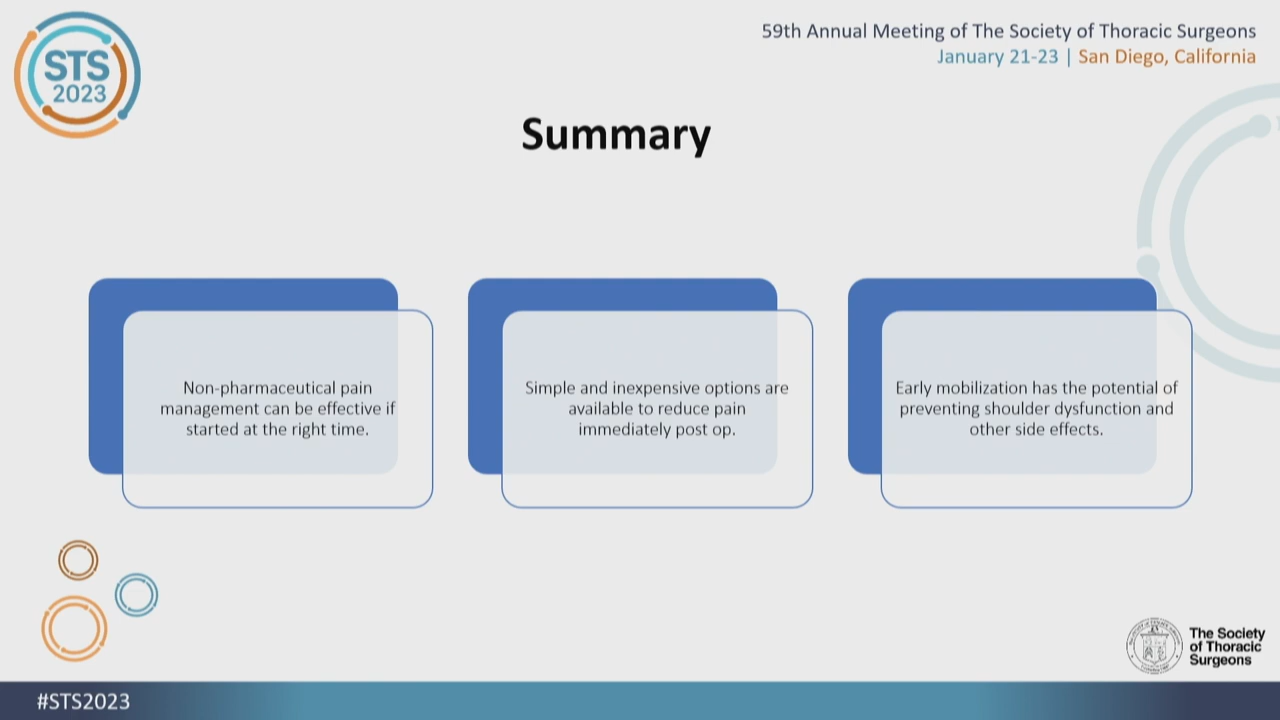 STS
2023
59th Annual Meeting of The Society of Thoracic Surgeons
January 21-23 | San Diego, California
Summary
Non-pharmaceutical pain
management can be effective if
started at the right time.
Simple and inexpensive options are
available to reduce pain
immediately post op.
Early mobilization has the potential of
preventing shoulder dysfunction and
other side effects.
The Society
of Thoracic
Surgeons
#STS2023